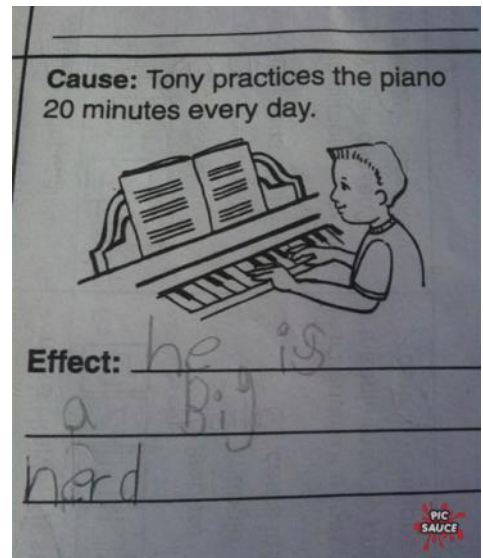 Cause: Tony practices the piano
20 minutes every day.
Effect: he is
a Big
nerd
PIC
SAUCE